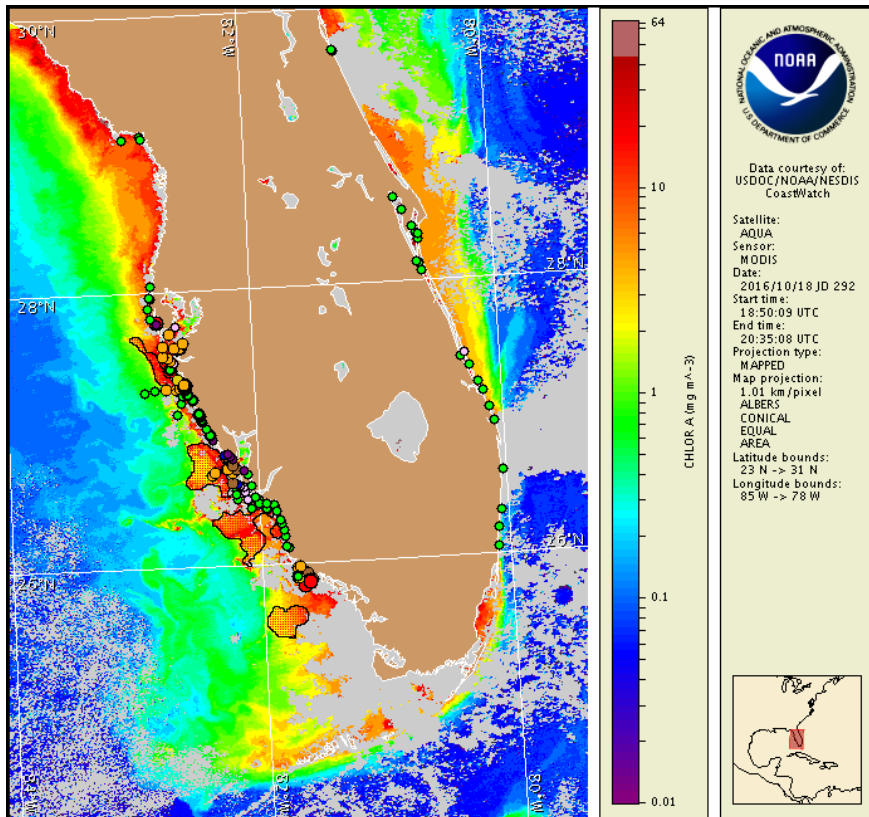 30°N
82°W
80°W
28°N
28°N
26°N
26°N
84°W
82°W
80°W
64
10
1
0.1
0.01
CHLOR A (mg m^-3)
NATIONAL OCEANIC AND ATMOSPHERIC ADMINISTRATION
U.S. DEPARTMENT OF COMMERCE
NOAA
Data courtesy of:
USDOC/NOAA/NESDIS
CoastWatch
Satellite:
AQUA
Sensor:
MODIS
Date:
2016/10/18 JD 292
Start time:
18:50:09 UTC
End time:
20:35:08 UTC
Projection type:
MAPPED
Map projection:
1.01 km/pixel
ALBERS
CONICAL
EQUAL
AREA
Latitude bounds:
23 N -> 31 N
Longitude bounds:
85 W -> 78 W